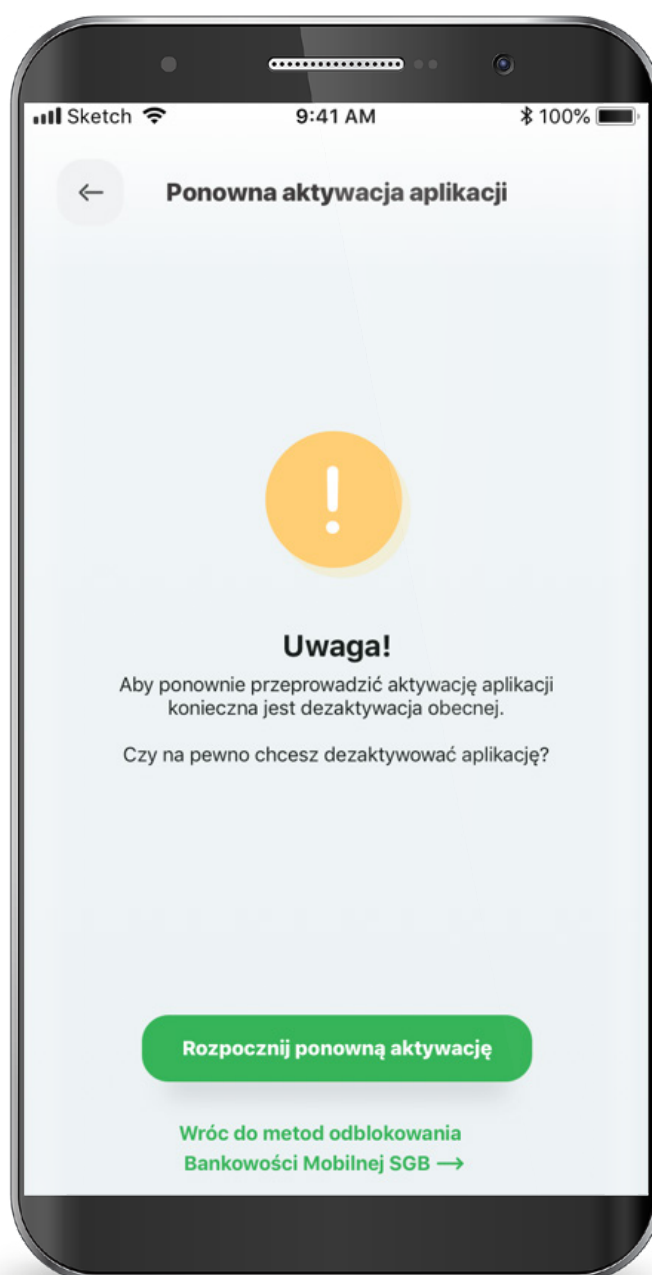 Sketch 9:41 AM 100%
← Ponowna aktywacja aplikacji
!
Uwaga!
Aby ponownie przeprowadzić aktywację aplikacji
konieczna jest dezaktywacja obecnej.
Czy na pewno chcesz dezaktywować aplikację?
Rozpocznij ponowną aktywację
Wróc do metod odblokowania
Bankowości Mobilnej SGB →